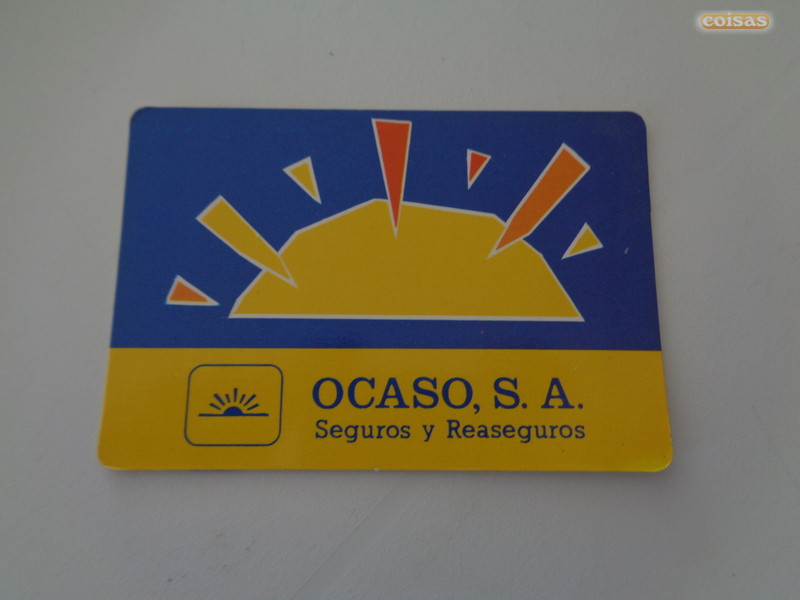 coisas
OCASO, S. A.
Seguros y Reaseguros